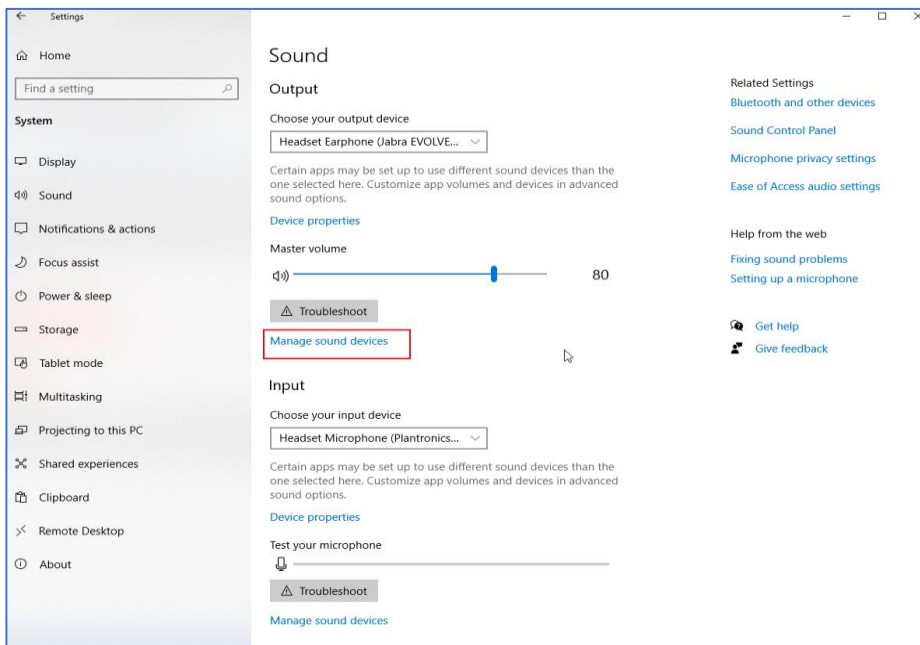 Settings
Home
Find a setting
System
Display
Sound
Notifications & actions
Focus assist
Power & sleep
Storage
Tablet mode
Multitasking
Projecting to this PC
Shared experiences
Clipboard
Remote Desktop
About
Sound
Output
Choose your output device
Headset Earphone (Jabra EVOLVE...
Certain apps may be set up to use different sound devices than the
one selected here. Customize app volumes and devices in advanced
sound options.
Device properties
Master volume
80
Troubleshoot
Manage sound devices
Input
Choose your input device
Headset Microphone (Plantronics...
Certain apps may be set up to use different sound devices than the
one selected here. Customize app volumes and devices in advanced
sound options.
Device properties
Test your microphone
Troubleshoot
Manage sound devices
Related Settings
Bluetooth and other devices
Sound Control Panel
Microphone privacy settings
Ease of Access audio settings
Help from the web
Fixing sound problems
Setting up a microphone
Get help
Give feedback